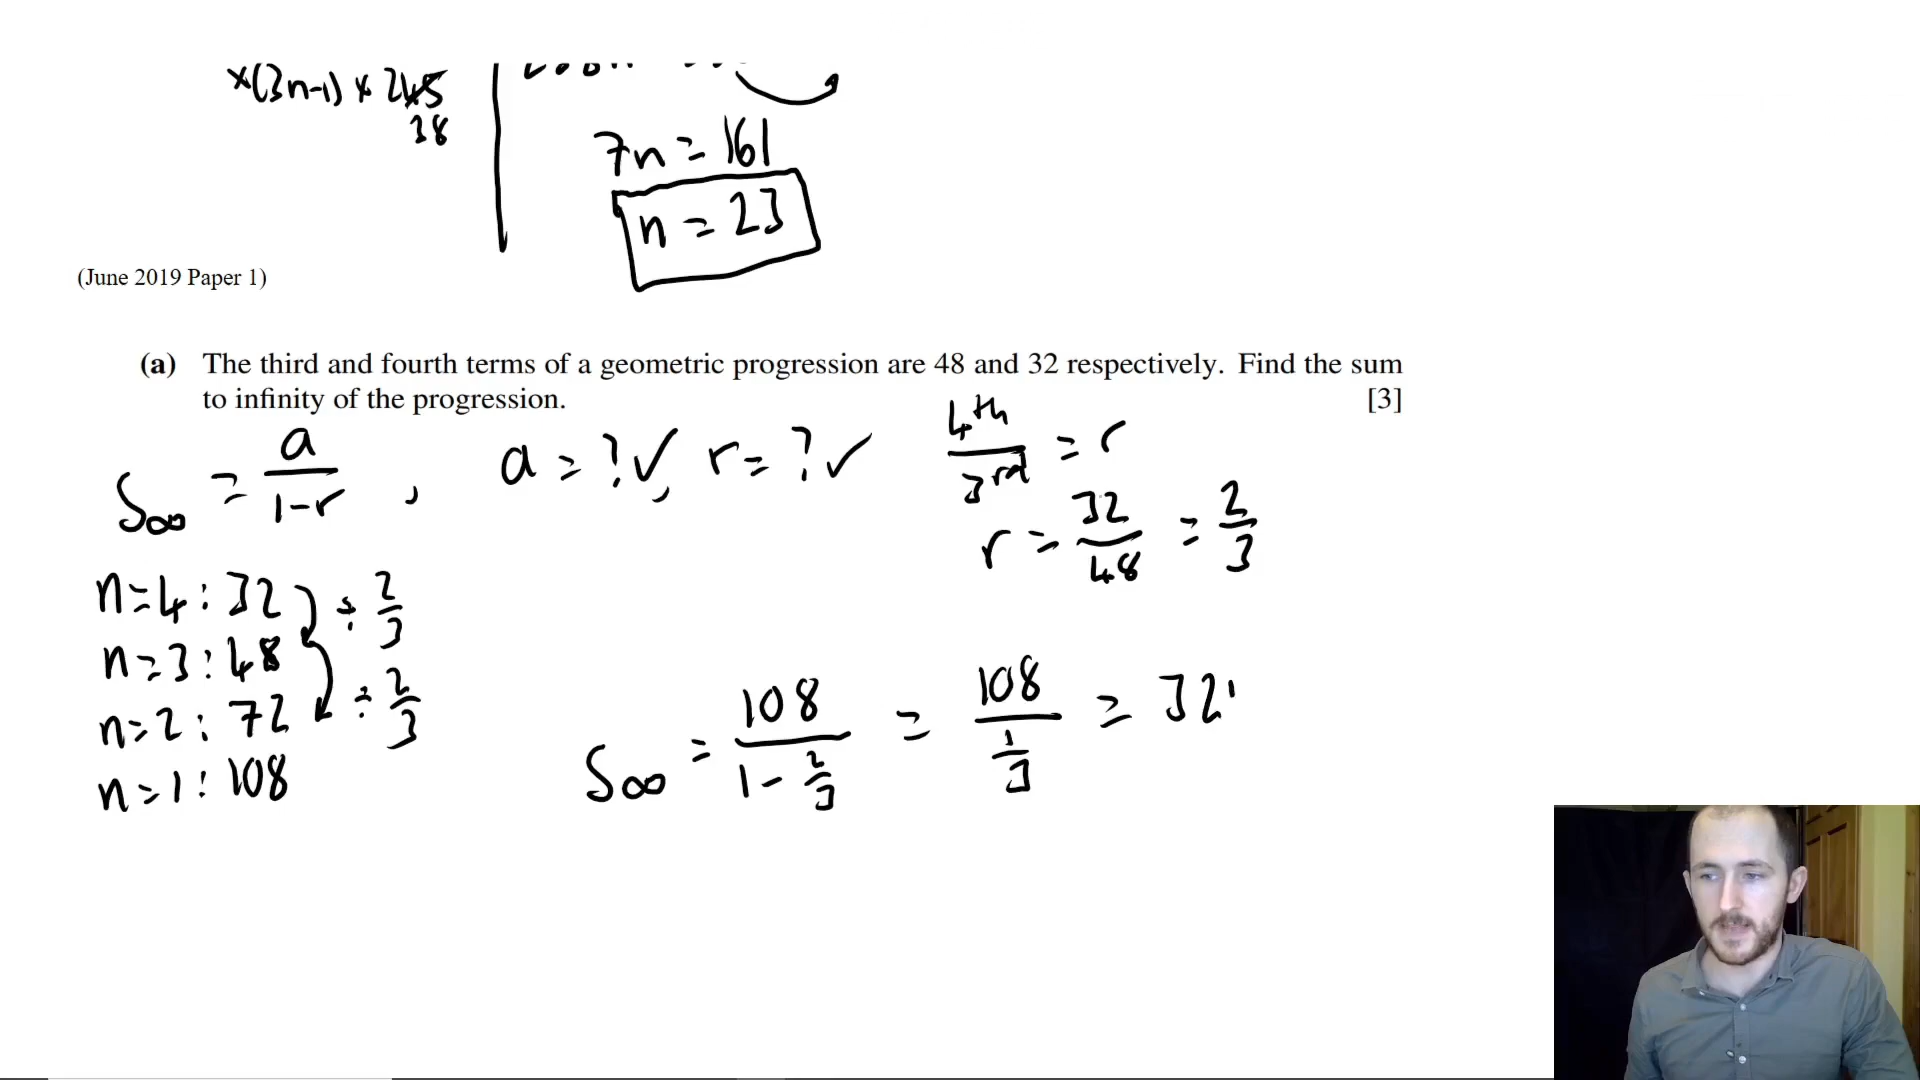 ×(3n-1) × 245
38
7n = 161
n = 23
(June 2019 Paper 1)
(a) The third and fourth terms of a geometric progression are 48 and 32 respectively. Find the sum
to infinity of the progression. [3]
S∞ = a/(1-r) , a = ?✓, r = ?✓
4th/3rd = r
r = 32/48 = 2/3
n=4: 32 ÷ 2/3
n=3: 48
n=2: 72 ÷ 2/3
n=1: 108
S∞ = 108/(1 - 2/3) = 108/(1/3) = 32